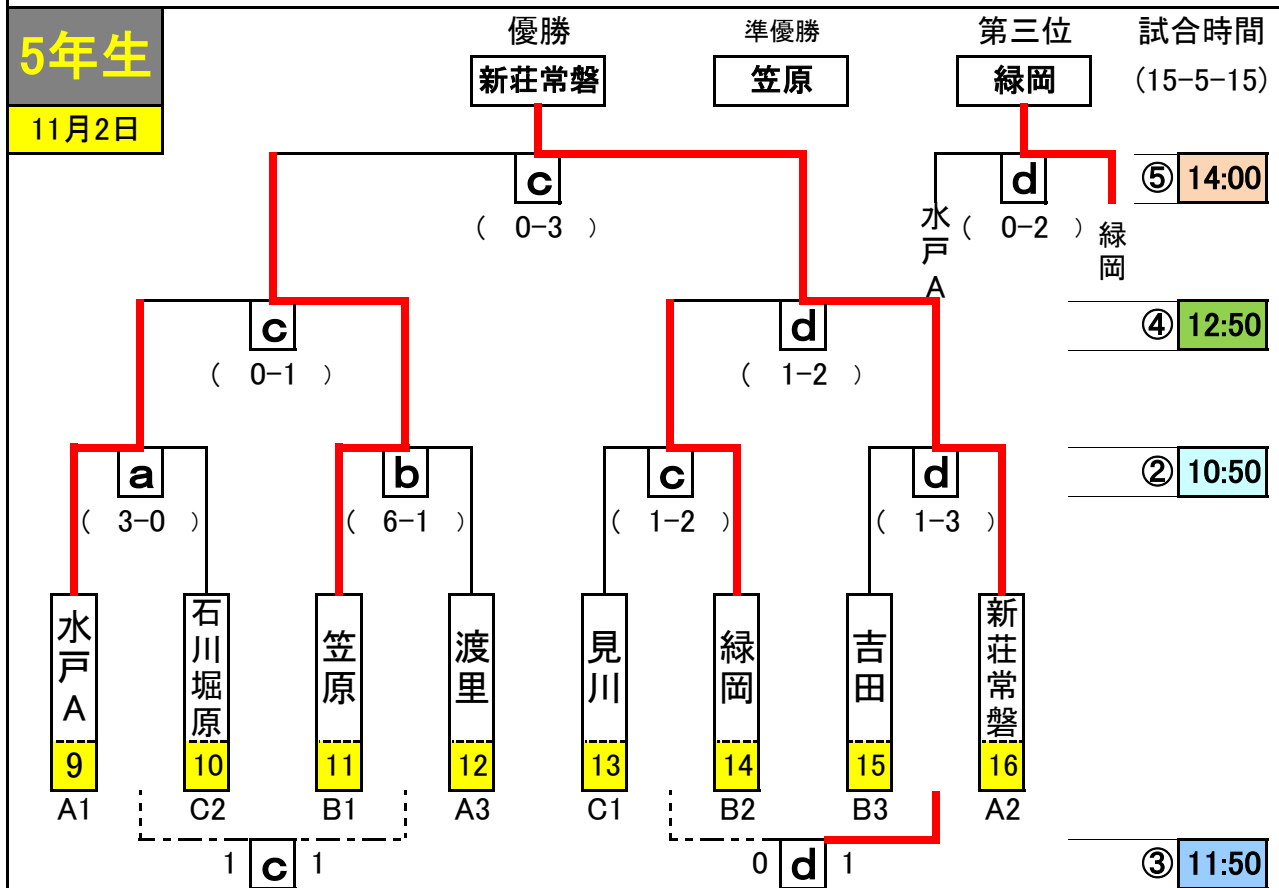 5年生
11月2日
優勝
新荘常磐
準優勝
笠原
第三位
緑岡
試合時間
(15-5-15)
c
( 0-3 )
d
水戸A
( 0-2 )
緑岡
⑤ 14:00
c
( 0-1 )
d
( 1-2 )
④ 12:50
a
( 3-0 )
b
( 6-1 )
c
( 1-2 )
d
( 1-3 )
② 10:50
水戸A
石川堀原
笠原
渡里
見川
緑岡
吉田
新荘常磐
9 10 11 12 13 14 15 16
A1 C2 B1 A3 C1 B2 B3 A2
1 c 1
0 d 1
③ 11:50